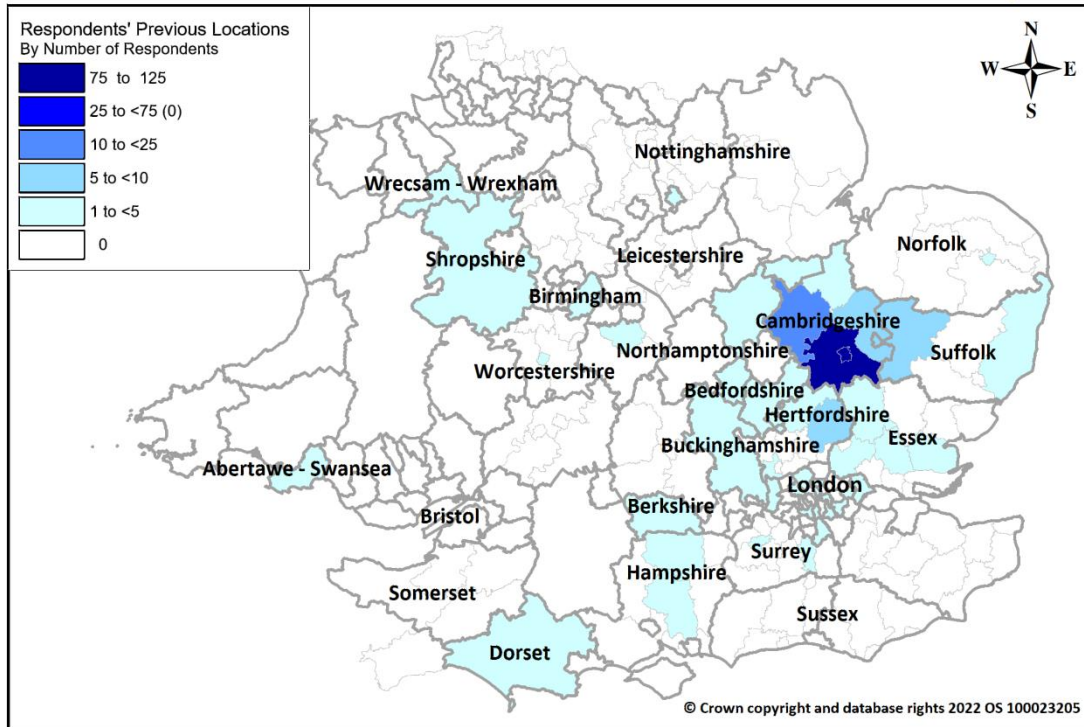 Respondents' Previous Locations
By Number of Respondents
75 to 125
25 to <75 (0)
10 to <25
5 to <10
1 to <5
0
N
W E
S
Nottinghamshire
Wrecsam - Wrexham
Norfolk
Shropshire
Leicestershire
Birmingham
Cambridgeshire
Northamptonshire
Suffolk
Worcestershire
Bedfordshire
Hertfordshire
Buckinghamshire
Essex
Abertawe - Swansea
London
Berkshire
Bristol
Surrey
Hampshire
Somerset
Sussex
Dorset
© Crown copyright and database rights 2022 OS 100023205